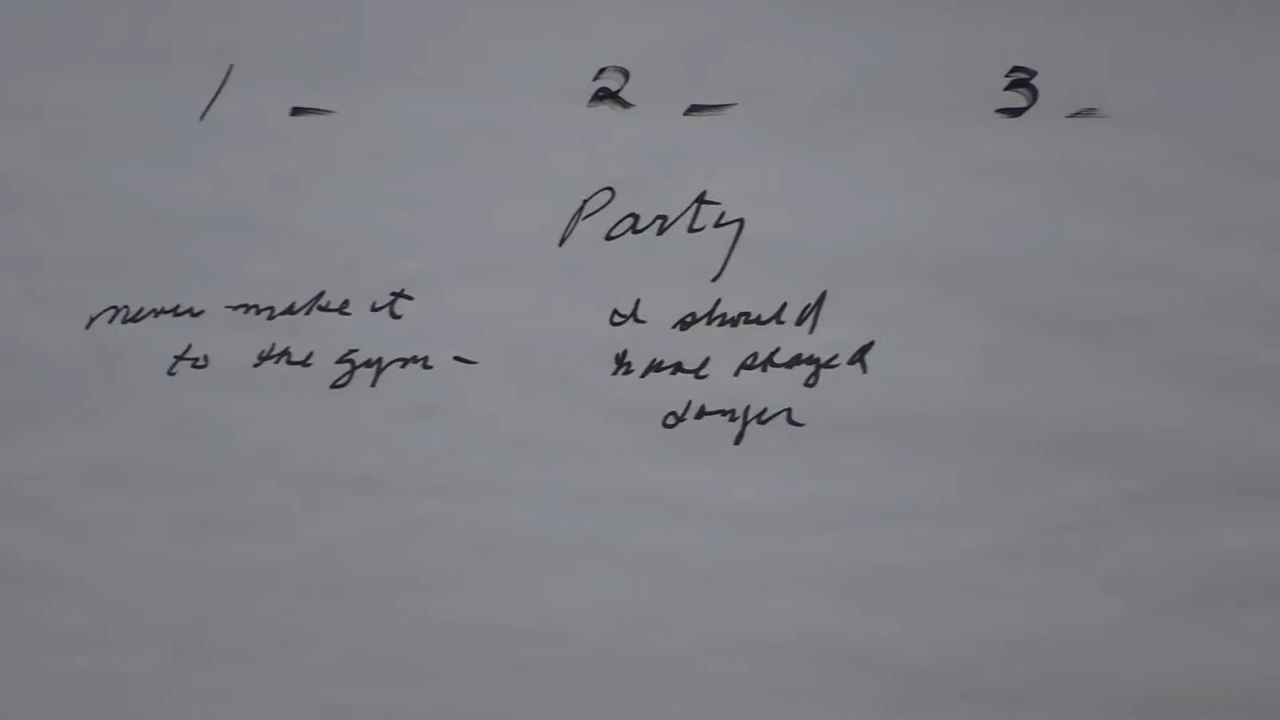 1 - 2 - 3 -
Party
never make it
to the gym -
I should
have stayed
longer